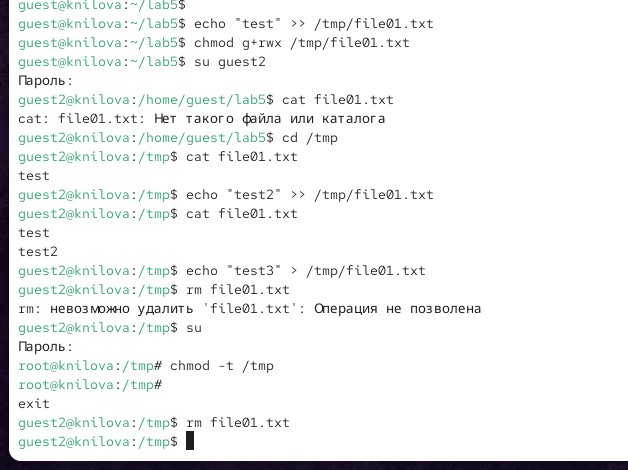 guest@knilova:~/lab5$
guest@knilova:~/lab5$ echo "test" >> /tmp/file01.txt
guest@knilova:~/lab5$ chmod g+rwx /tmp/file01.txt
guest@knilova:~/lab5$ su guest2
Пароль:
guest2@knilova:/home/guest/lab5$ cat file01.txt
cat: file01.txt: Нет такого файла или каталога
guest2@knilova:/home/guest/lab5$ cd /tmp
guest2@knilova:/tmp$ cat file01.txt
test
guest2@knilova:/tmp$ echo "test2" >> /tmp/file01.txt
guest2@knilova:/tmp$ cat file01.txt
test
test2
guest2@knilova:/tmp$ echo "test3" > /tmp/file01.txt
guest2@knilova:/tmp$ rm file01.txt
rm: невозможно удалить 'file01.txt': Операция не позволена
guest2@knilova:/tmp$ su
Пароль:
root@knilova:/tmp# chmod -t /tmp
root@knilova:/tmp#
exit
guest2@knilova:/tmp$ rm file01.txt
guest2@knilova:/tmp$